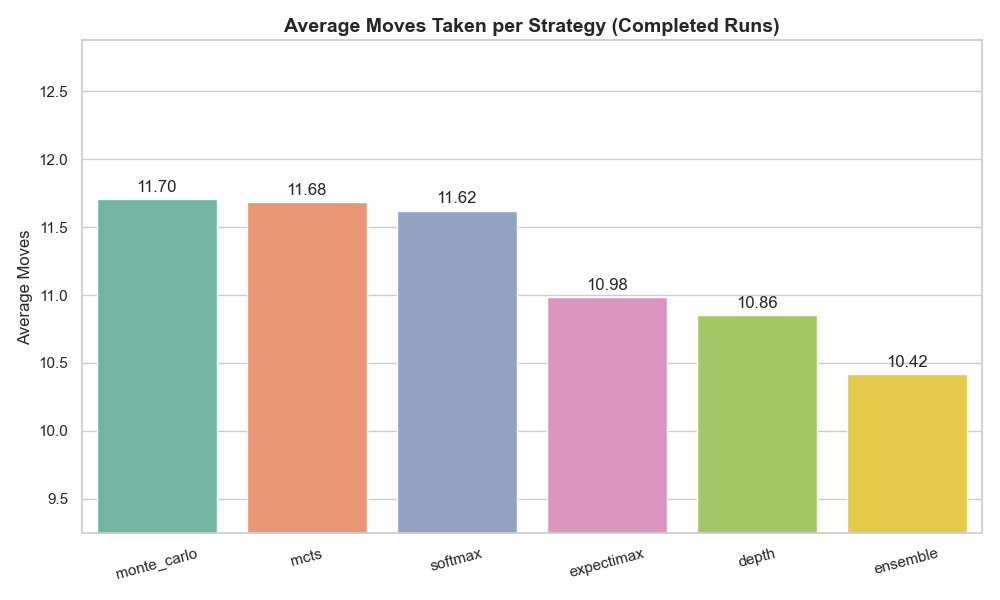 Average Moves Taken per Strategy (Completed Runs)
Average Moves
12.5
12.0
11.5
11.0
10.5
10.0
9.5
11.70
11.68
11.62
10.98
10.86
10.42
monte_carlo
mcts
softmax
expectimax
depth
ensemble